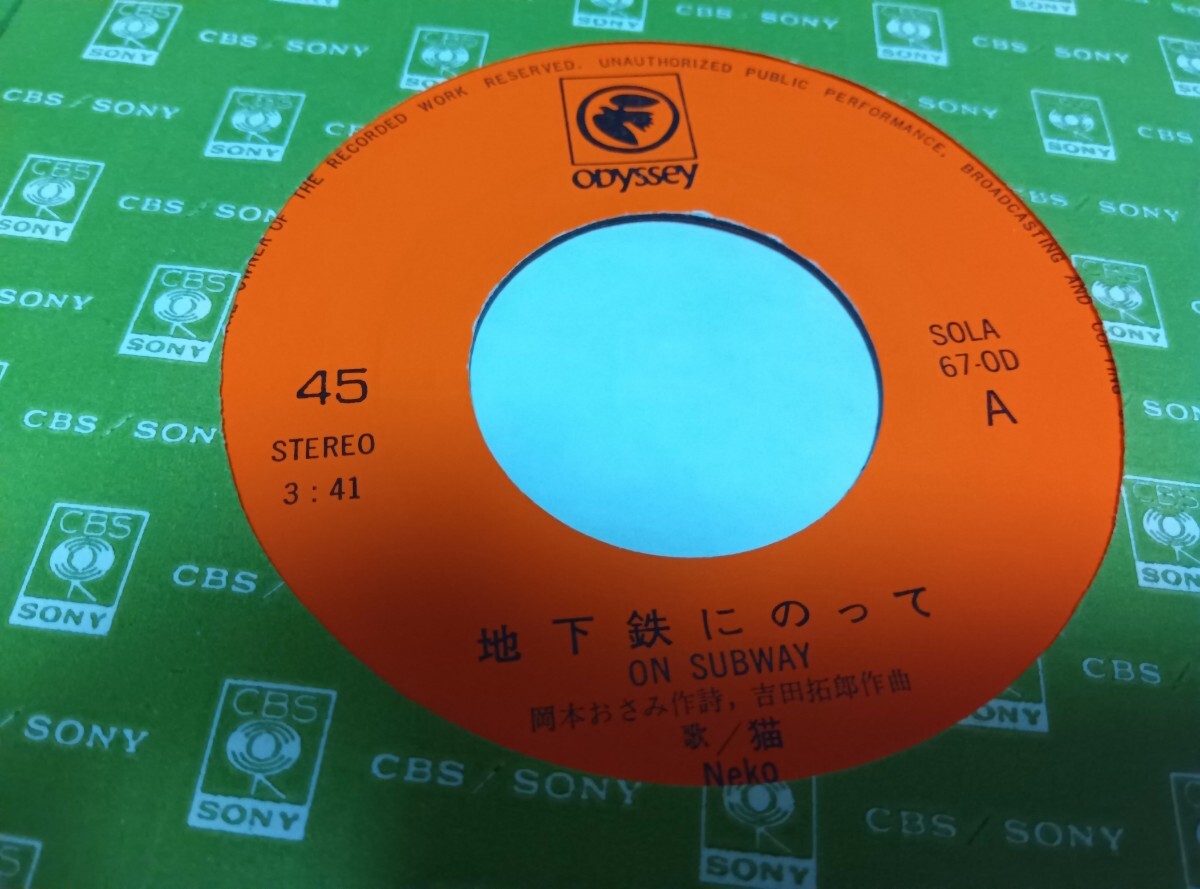 OWNER OF THE RECORDED WORK RESERVED. UNAUTHORIZED PUBLIC PERFORMANCE, BROADCASTING AND COPYING
ODYSSEY
SOLA
67-OD
A
45
STEREO
3:41
地下鉄にのって
ON SUBWAY
岡本おさみ作詩, 吉田拓郎作曲
歌/猫
Neko
CBS/SONY
CBS
SONY